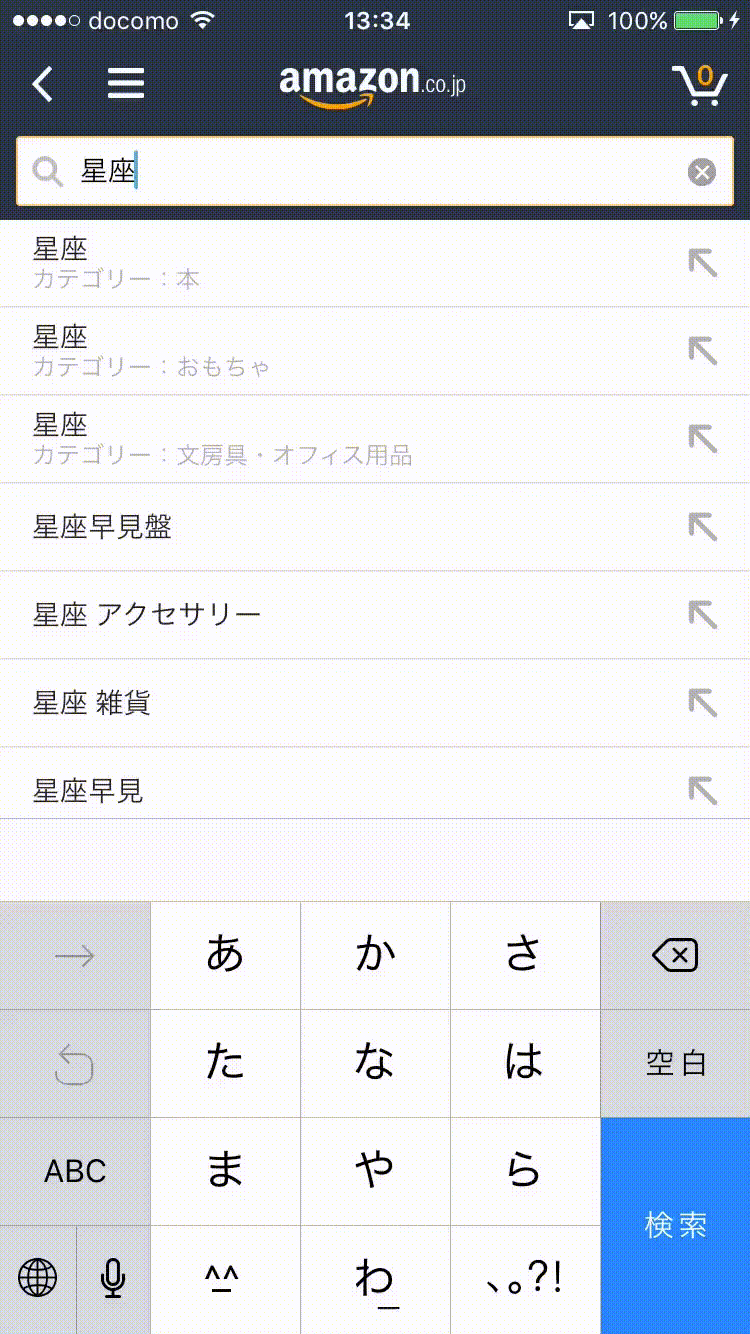 docomo 13:34 100%
amazon.co.jp 0
星座
星座
カテゴリー：本
星座
カテゴリー：おもちゃ
星座
カテゴリー：文房具・オフィス用品
星座早見盤
星座 アクセサリー
星座 雑貨
星座早見
→ あ か さ
た な は 空白
ABC ま や ら
^^ わ 、。?! 検索